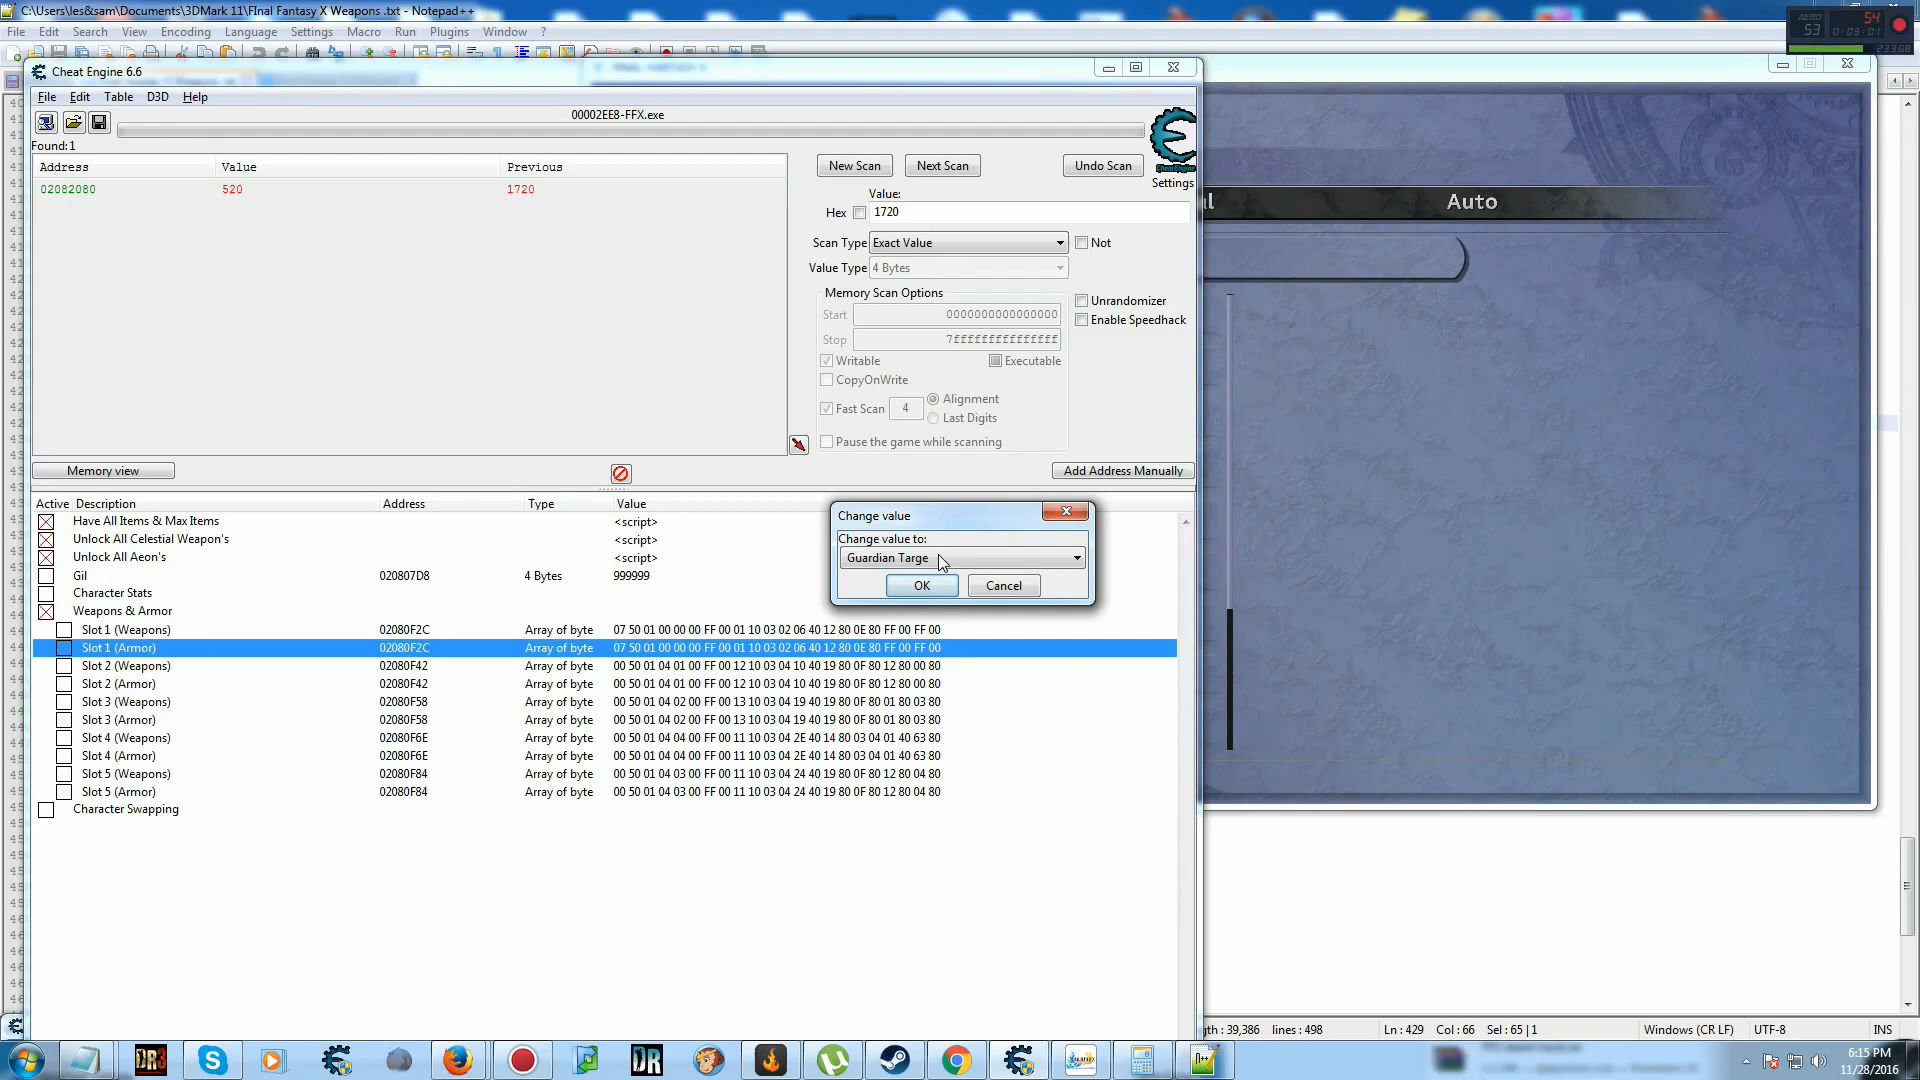 C:\Users\les&sam\Documents\3DMark 11\FInal Fantasy X Weapons .txt - Notepad++
File Edit Search View Encoding Language Settings Macro Run Plugins Window ?
Cheat Engine 6.6
File Edit Table D3D Help
00002EE8-FFX.exe
Found:1
Address Value Previous
02082080 520 1720
New Scan Next Scan Undo Scan
Settings
Value:
Hex 1720
Scan Type Exact Value Not
Value Type 4 Bytes
Memory Scan Options
Start 0000000000000000
Stop 7fffffffffffffff
Unrandomizer
Enable Speedhack
Writable Executable
CopyOnWrite
Fast Scan 4 Alignment
Last Digits
Pause the game while scanning
Memory view Add Address Manually
Active Description Address Type Value
Have All Items & Max Items <script>
Unlock All Celestial Weapon's <script>
Unlock All Aeon's <script>
Gil 020807D8 4 Bytes 999999
Character Stats
Weapons & Armor
Slot 1 (Weapons) 02080F2C Array of byte 07 50 01 00 00 00 FF 00 01 10 03 02 06 40 12 80 0E 80 FF 00 FF 00
Slot 1 (Armor) 02080F2C Array of byte 07 50 01 00 00 00 FF 00 01 10 03 02 06 40 12 80 0E 80 FF 00 FF 00
Slot 2 (Weapons) 02080F42 Array of byte 00 50 01 04 01 00 FF 00 12 10 03 04 10 40 19 80 0F 80 12 80 00 80
Slot 2 (Armor) 02080F42 Array of byte 00 50 01 04 01 00 FF 00 12 10 03 04 10 40 19 80 0F 80 12 80 00 80
Slot 3 (Weapons) 02080F58 Array of byte 00 50 01 04 02 00 FF 00 13 10 03 04 19 40 19 80 0F 80 01 80 03 80
Slot 3 (Armor) 02080F58 Array of byte 00 50 01 04 02 00 FF 00 13 10 03 04 19 40 19 80 0F 80 01 80 03 80
Slot 4 (Weapons) 02080F6E Array of byte 00 50 01 04 04 00 FF 00 11 10 03 04 2E 40 14 80 03 04 01 40 63 80
Slot 4 (Armor) 02080F6E Array of byte 00 50 01 04 04 00 FF 00 11 10 03 04 2E 40 14 80 03 04 01 40 63 80
Slot 5 (Weapons) 02080F84 Array of byte 00 50 01 04 03 00 FF 00 11 10 03 04 24 40 19 80 0F 80 12 80 04 80
Slot 5 (Armor) 02080F84 Array of byte 00 50 01 04 03 00 FF 00 11 10 03 04 24 40 19 80 0F 80 12 80 04 80
Character Swapping
Change value
Change value to:
Guardian Targe
OK Cancel
Auto
AERO
53
54
0:03:01
233GB
lines : 498 Ln : 429 Col : 66 Sel : 65 | 1 Windows (CR LF) UTF-8 INS
DR3 DR
6:15 PM
11/28/2016